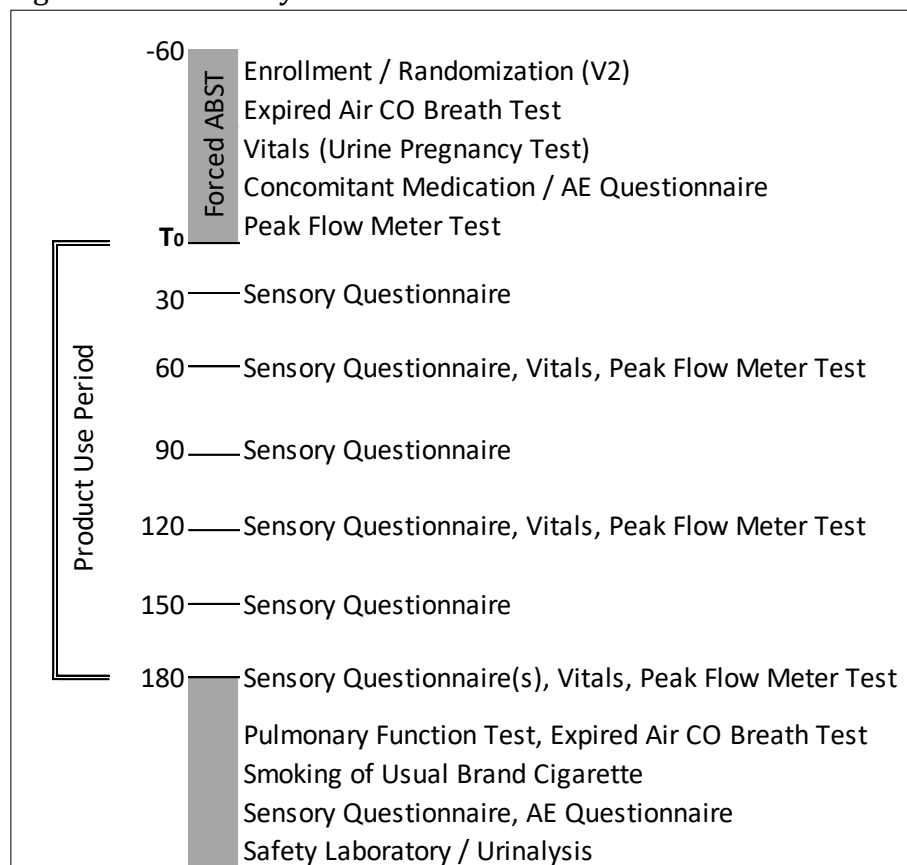 -60
Forced ABST
Enrollment / Randomization (V2)
Expired Air CO Breath Test
Vitals (Urine Pregnancy Test)
Concomitant Medication / AE Questionnaire
Peak Flow Meter Test
T0
Product Use Period
30 Sensory Questionnaire
60 Sensory Questionnaire, Vitals, Peak Flow Meter Test
90 Sensory Questionnaire
120 Sensory Questionnaire, Vitals, Peak Flow Meter Test
150 Sensory Questionnaire
180 Sensory Questionnaire(s), Vitals, Peak Flow Meter Test
Pulmonary Function Test, Expired Air CO Breath Test
Smoking of Usual Brand Cigarette
Sensory Questionnaire, AE Questionnaire
Safety Laboratory / Urinalysis